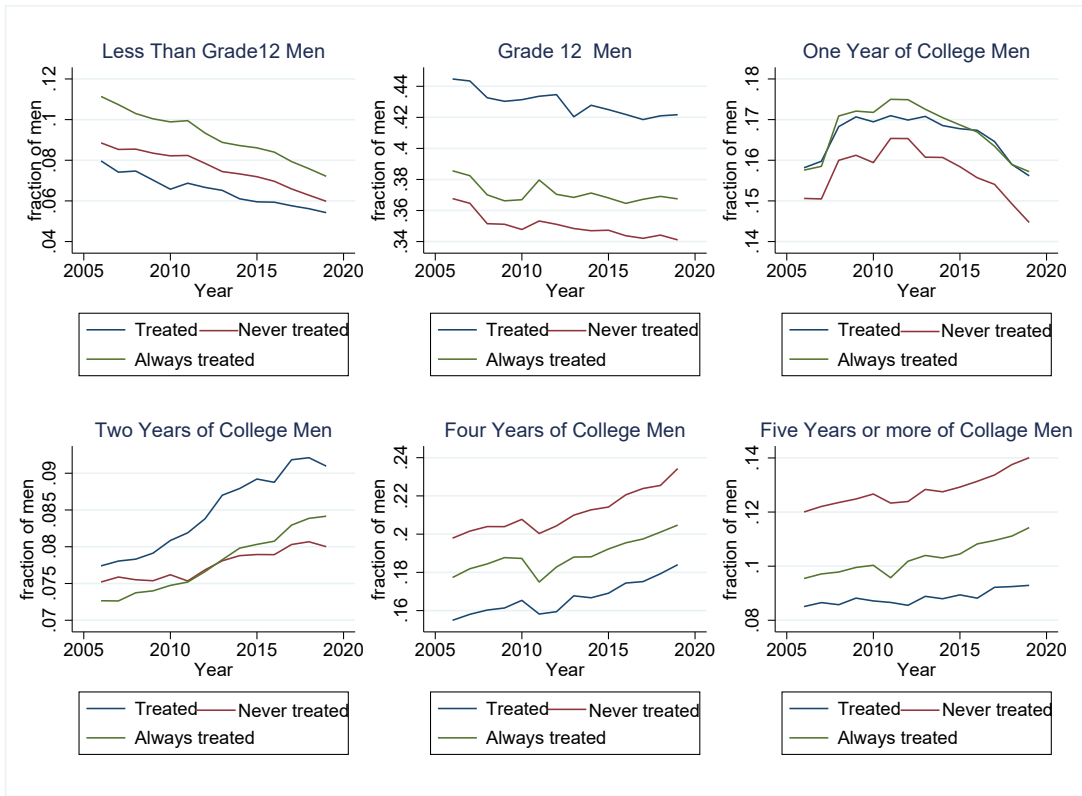 Less Than Grade12 Men
fraction of men
.04 .06 .08 .1 .12
2005 2010 2015 2020
Year
Treated Never treated
Always treated
Grade 12 Men
fraction of men
.34 .36 .38 .4 .42 .44
2005 2010 2015 2020
Year
Treated Never treated
Always treated
One Year of College Men
fraction of men
.14 .15 .16 .17 .18
2005 2010 2015 2020
Year
Treated Never treated
Always treated
Two Years of College Men
fraction of men
.07 .075 .08 .085 .09
2005 2010 2015 2020
Year
Treated Never treated
Always treated
Four Years of College Men
fraction of men
.16 .18 .2 .22 .24
2005 2010 2015 2020
Year
Treated Never treated
Always treated
Five Years or more of Collage Men
fraction of men
.08 .1 .12 .14
2005 2010 2015 2020
Year
Treated Never treated
Always treated